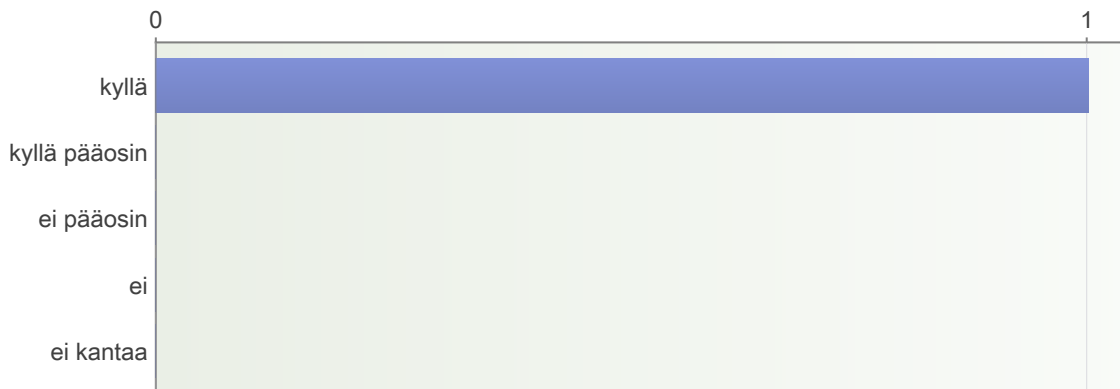 0 1
kyllä
kyllä pääosin
ei pääosin
ei
ei kantaa